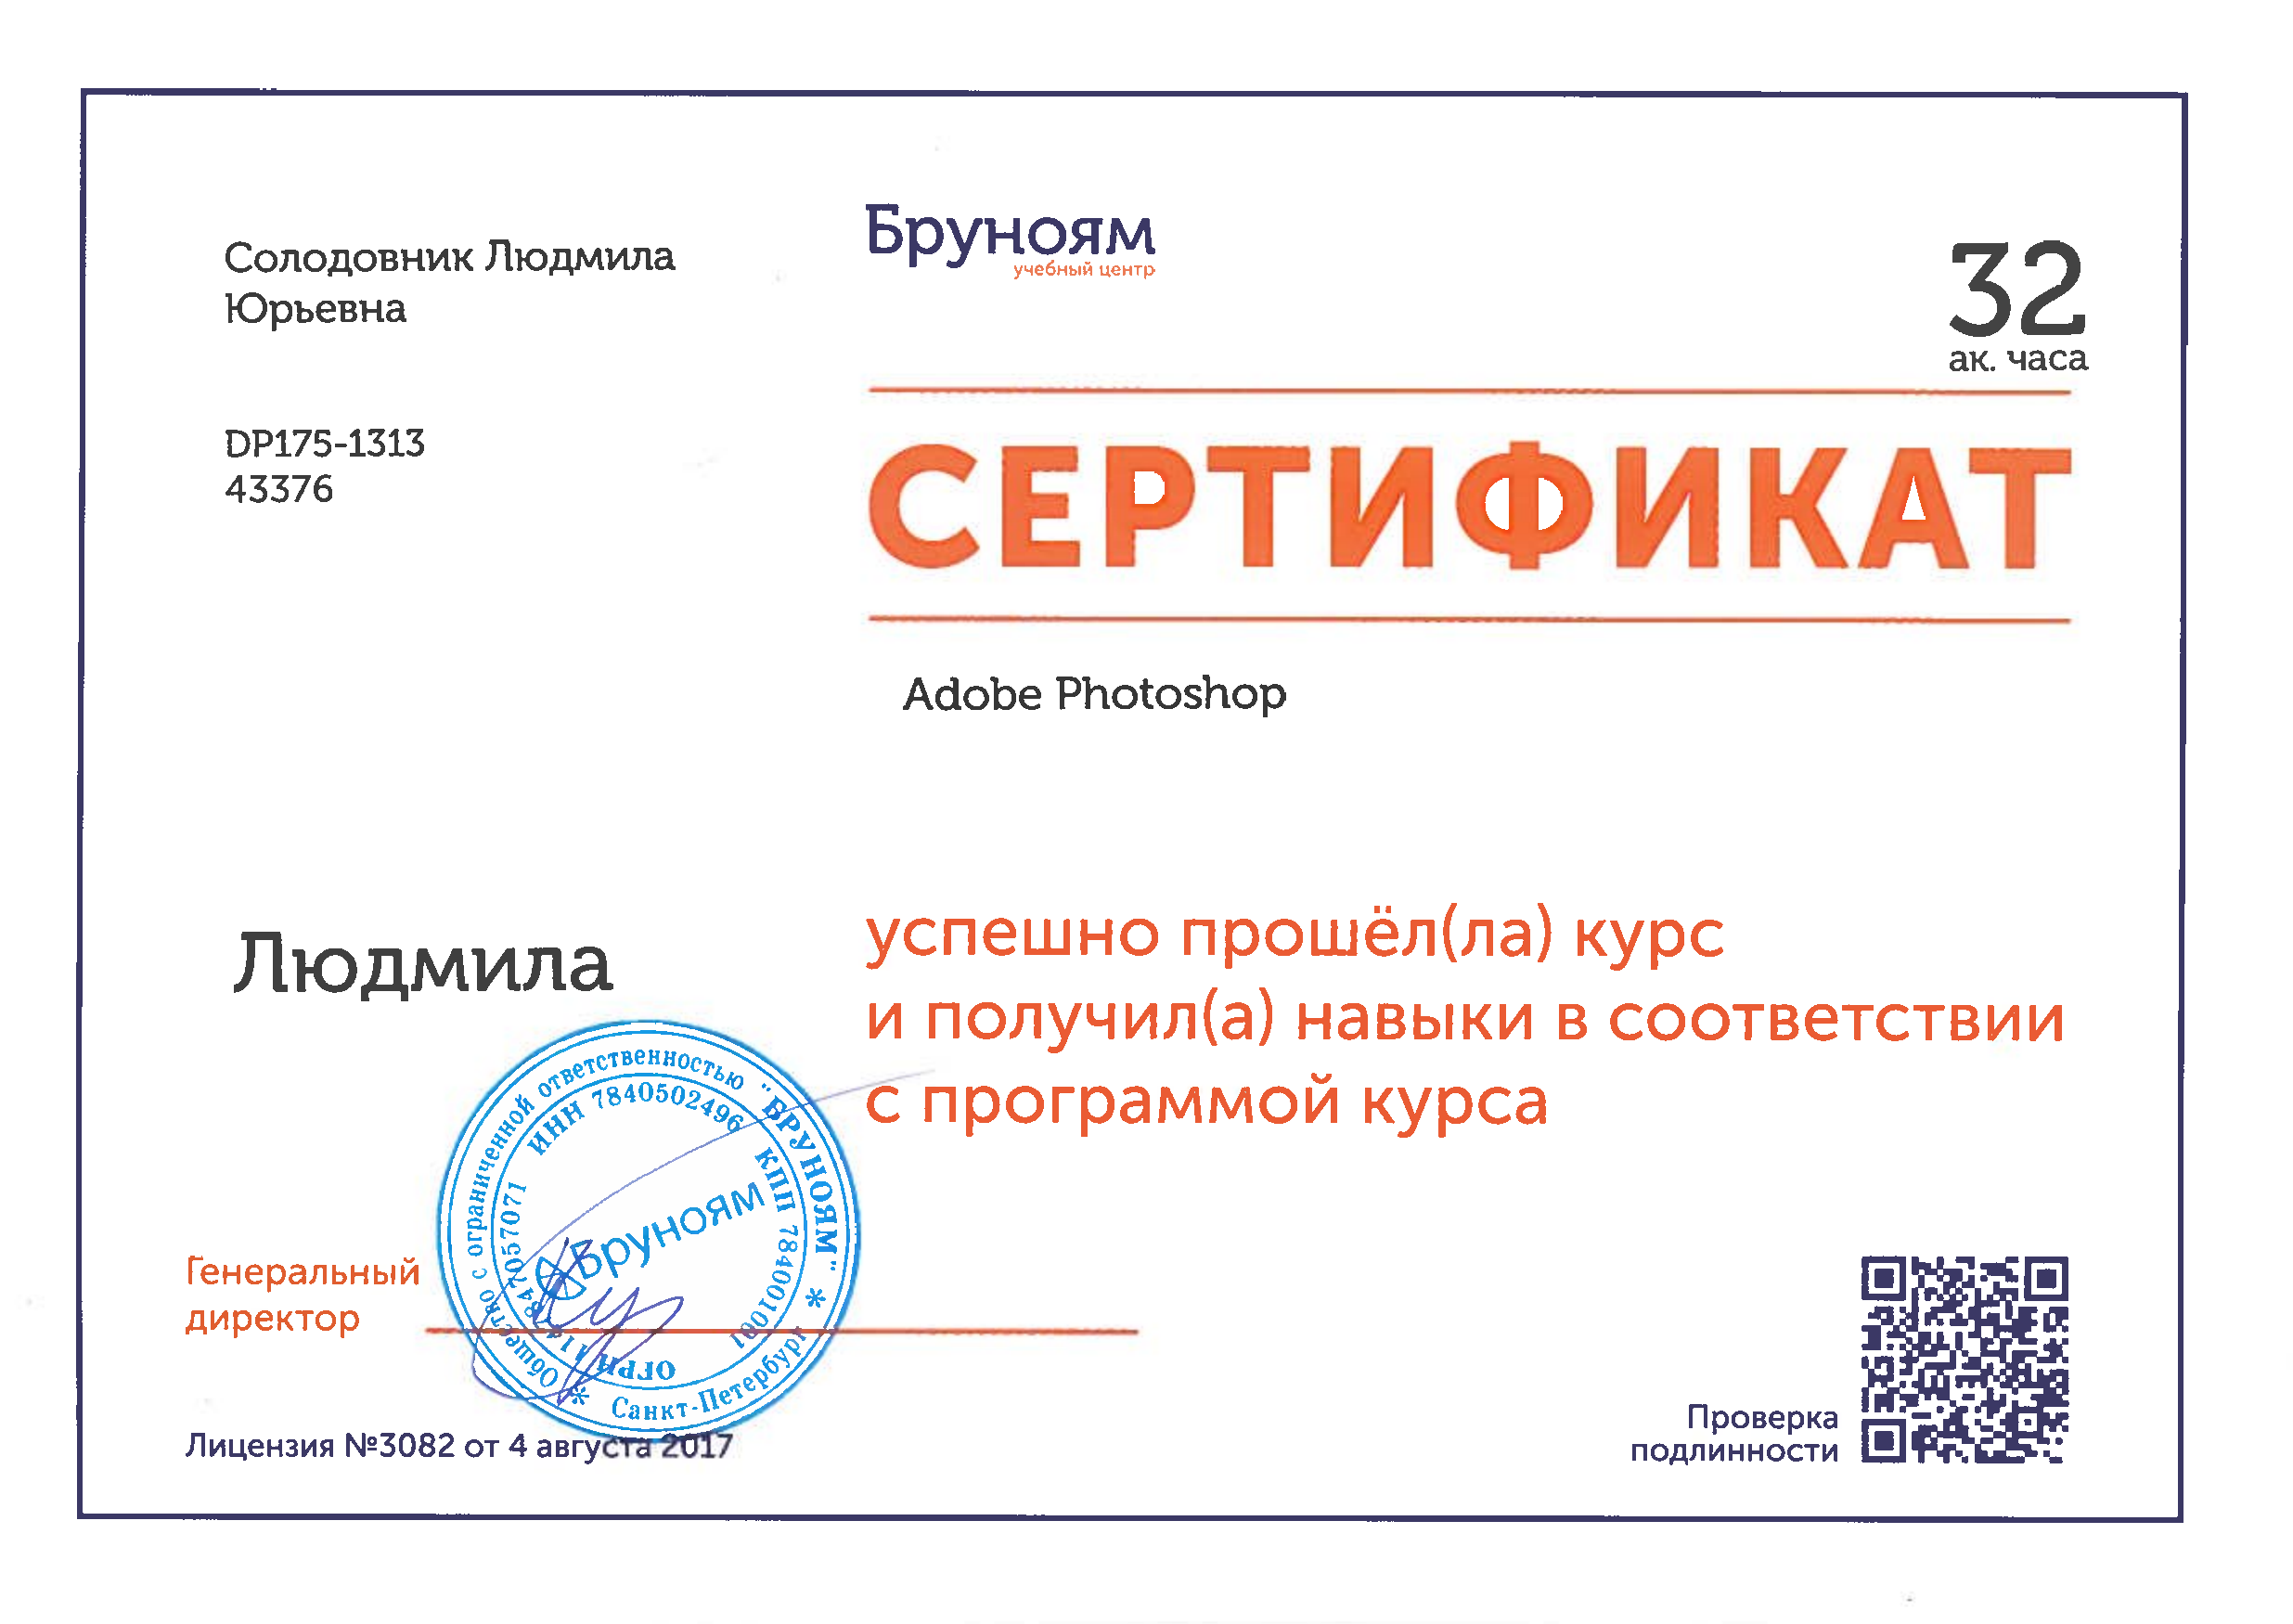 Солодовник Людмила
Юрьевна
DP175-1313
43376
Бруноям
учебный центр
32
ак. часа
СЕРТИФИКАТ
Adobe Photoshop
Людмила
успешно прошёл(ла) курс
и получил(а) навыки в соответствии
с программой курса
Генеральный
директор
Общество с ограниченной ответственностью "БРУНОЯМ" *
* Санкт-Петербург
ИНН 7840502496 КПП 784001001
ОГРН
Бруноям
Лицензия №3082 от 4 августа 2017
Проверка
подлинности